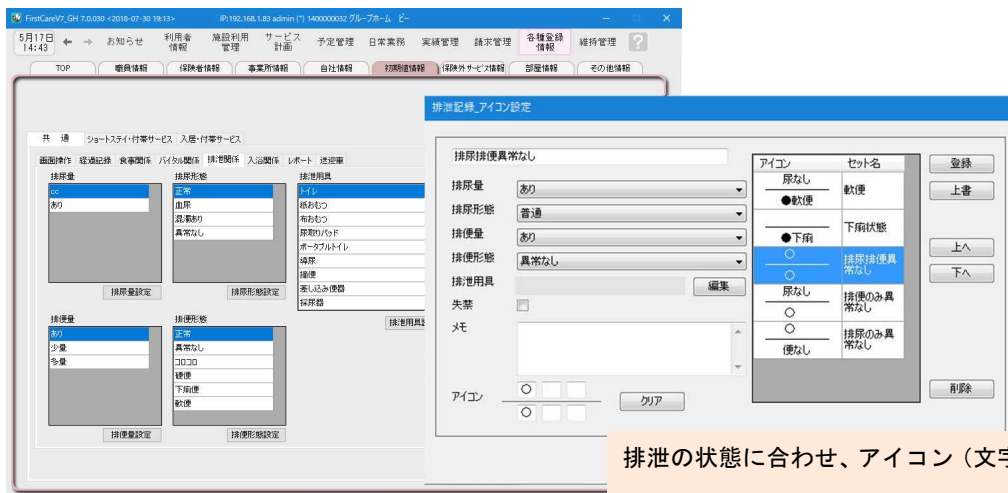 FirstCareV7_GH 7.0.030 <2018-07-30 19:13> IP:192.168.1.83 admin (*) 1400000032 グループホーム ピー
5月17日 14:43 ← → お知らせ 利用者情報 施設利用管理 サービス計画 予定管理 日常業務 実績管理 請求管理 各種登録情報 維持管理 ?
TOP 職員情報 保険者情報 事業所情報 自社情報 初期値情報 保険外サービス情報 部屋情報 その他情報
共 通 ショートステイ・付帯サービス 入居・付帯サービス
画面操作 経過記録 食事関係 バイタル関係 排泄関係 入浴関係 レポート 送迎車
排尿量
cc
あり
排尿量設定
排尿形態
正常
血尿
混濁あり
異常なし
排尿形態設定
排泄用具
トイレ
紙おむつ
布おむつ
尿取りパッド
ポータブルトイレ
導尿
摘便
差し込み便器
採尿器
排泄用具
排便量
あり
少量
多量
排便量設定
排便形態
正常
異常なし
コロコロ
硬便
下痢便
軟便
排便形態設定
排泄記録_アイコン設定
排尿排便異常なし
排尿量 あり
排尿形態 普通
排便量 あり
排便形態 異常なし
排泄用具 編集
失禁
メモ
アイコン ○
○
クリア
アイコン セット名
尿なし
●軟便
軟便
●下痢
下痢状態
○
○
排尿排便異
常なし
尿なし
○
排便のみ異
常なし
○
便なし
排尿のみ異
常なし
登録
上書
上へ
下へ
削除
排泄の状態に合わせ、アイコン（文字